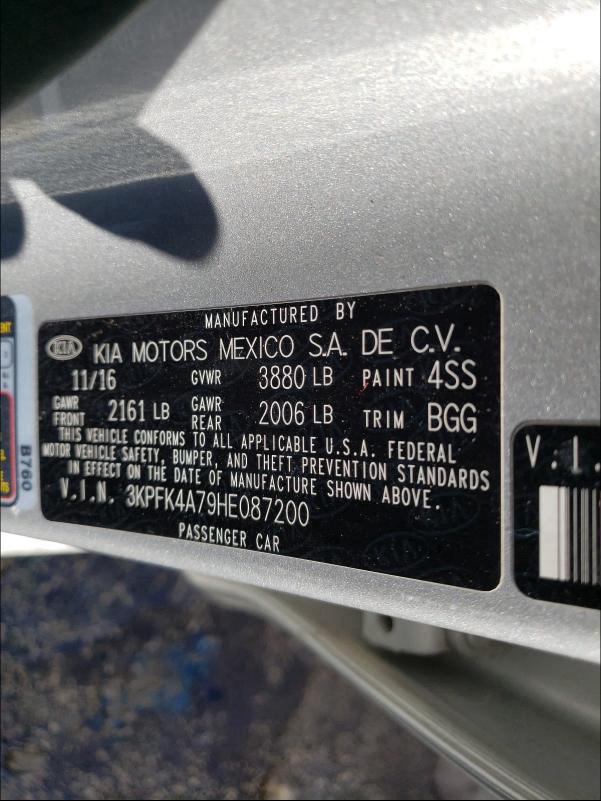 MANUFACTURED BY
KIA KIA MOTORS MEXICO S.A. DE C.V.
11/16 GVWR 3880 LB PAINT 4SS
GAWR FRONT 2161 LB GAWR REAR 2006 LB TRIM BGG
THIS VEHICLE CONFORMS TO ALL APPLICABLE U.S.A. FEDERAL
MOTOR VEHICLE SAFETY, BUMPER, AND THEFT PREVENTION STANDARDS
IN EFFECT ON THE DATE OF MANUFACTURE SHOWN ABOVE.
V.I.N. 3KPFK4A79HE087200
PASSENGER CAR
B760
V.I.